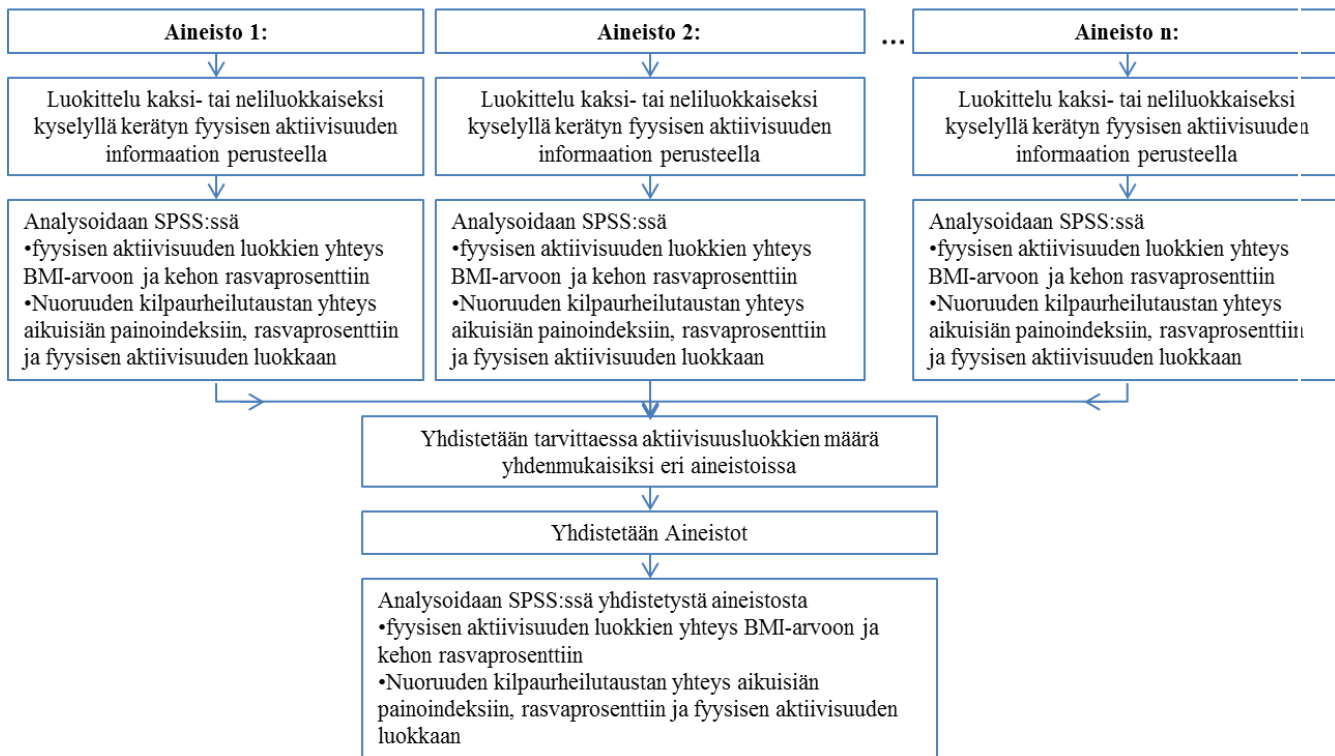 Aineisto 1:
Luokittelu kaksi- tai neliluokkaiseksi
kyselyllä kerätyn fyysisen aktiivisuuden
informaation perusteella
Analysoidaan SPSS:ssä
•fyysisen aktiivisuuden luokkien yhteys
BMI-arvoon ja kehon rasvaprosenttiin
•Nuoruuden kilpaurheilutaustan yhteys
aikuisiän painoindeksiin, rasvaprosenttiin
ja fyysisen aktiivisuuden luokkaan
Aineisto 2:
Luokittelu kaksi- tai neliluokkaiseksi
kyselyllä kerätyn fyysisen aktiivisuuden
informaation perusteella
Analysoidaan SPSS:ssä
•fyysisen aktiivisuuden luokkien yhteys
BMI-arvoon ja kehon rasvaprosenttiin
•Nuoruuden kilpaurheilutaustan yhteys
aikuisiän painoindeksiin, rasvaprosenttiin
ja fyysisen aktiivisuuden luokkaan
...
Aineisto n:
Luokittelu kaksi- tai neliluokkaiseksi
kyselyllä kerätyn fyysisen aktiivisuuden
informaation perusteella
Analysoidaan SPSS:ssä
•fyysisen aktiivisuuden luokkien yhteys
BMI-arvoon ja kehon rasvaprosenttiin
•Nuoruuden kilpaurheilutaustan yhteys
aikuisiän painoindeksiin, rasvaprosenttiin
ja fyysisen aktiivisuuden luokkaan
Yhdistetään tarvittaessa aktiivisuusluokkien määrä
yhdenmukaisiksi eri aineistoissa
Yhdistetään Aineistot
Analysoidaan SPSS:ssä yhdistetystä aineistosta
•fyysisen aktiivisuuden luokkien yhteys BMI-arvoon ja
kehon rasvaprosenttiin
•Nuoruuden kilpaurheilutaustan yhteys aikuisiän
painoindeksiin, rasvaprosenttiin ja fyysisen aktiivisuuden
luokkaan